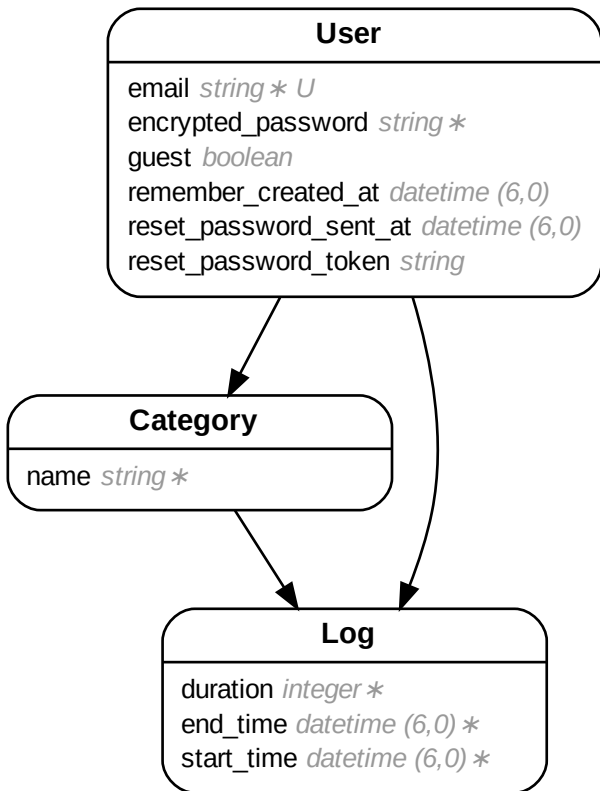 User
email string ∗ U
encrypted_password string ∗
guest boolean
remember_created_at datetime (6,0)
reset_password_sent_at datetime (6,0)
reset_password_token string
Category
name string ∗
Log
duration integer ∗
end_time datetime (6,0) ∗
start_time datetime (6,0) ∗